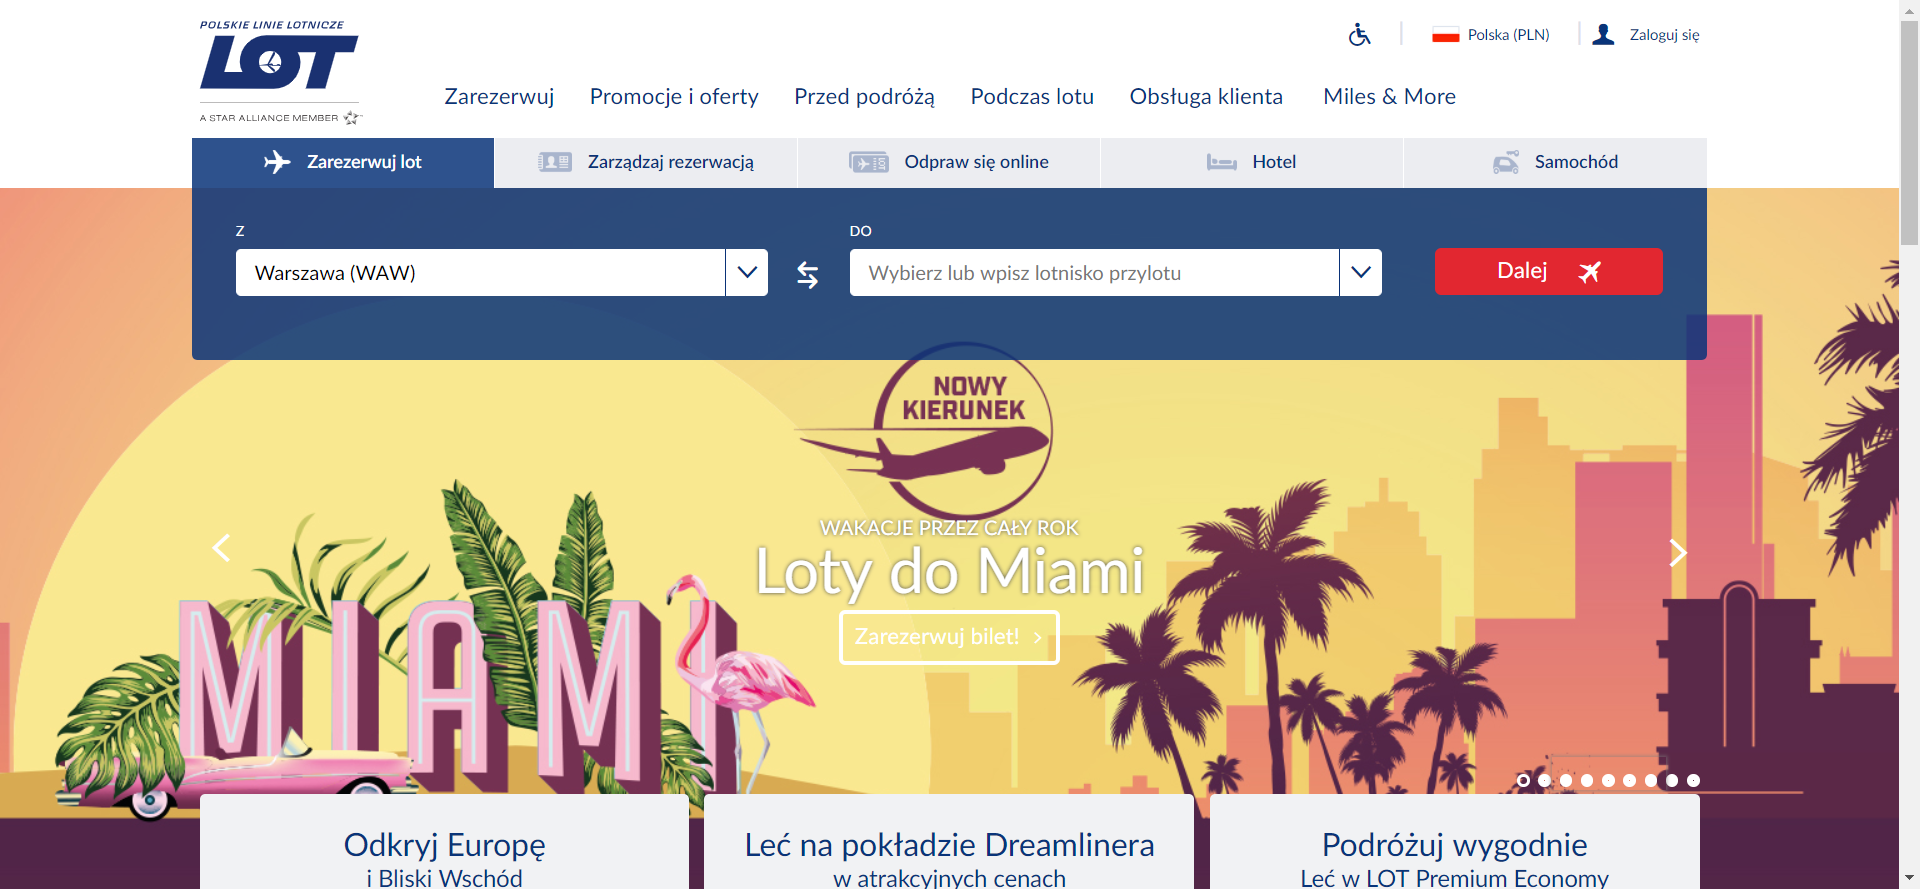 POLSKIE LINIE LOTNICZE
LOT
A STAR ALLIANCE MEMBER
Polska (PLN)
Zaloguj się
Zarezerwuj
Promocje i oferty
Przed podróżą
Podczas lotu
Obsługa klienta
Miles & More
Zarezerwuj lot
Zarządzaj rezerwacją
Odpraw się online
Hotel
Samochód
Z
Warszawa (WAW)
DO
Wybierz lub wpisz lotnisko przylotu
Dalej
NOWY
KIERUNEK
WAKACJE PRZEZ CAŁY ROK
Loty do Miami
Zarezerwuj bilet!
MIAMI
Odkryj Europę
i Bliski Wschód
Leć na pokładzie Dreamlinera
w atrakcyjnych cenach
Podróżuj wygodnie
Leć w LOT Premium Economy